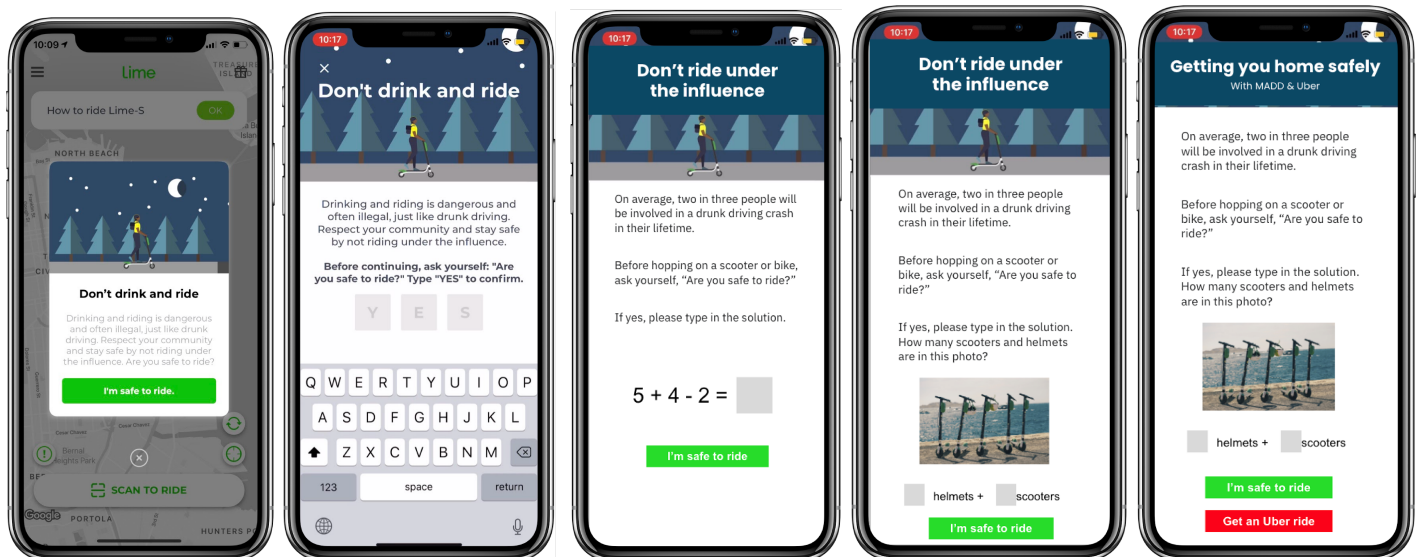 10:09
Lime
TREASURE
ISLAND
How to ride Lime-S
OK
NORTH BEACH
Don't drink and ride
Drinking and riding is dangerous
and often illegal, just like drunk
driving. Respect your community
and stay safe by not riding under
the influence. Are you safe to ride?
I'm safe to ride.
Cesar Chavez
Cesar Chavez
Bernal
Heights Park
SCAN TO RIDE
Google
PORTOLA
HUNTERS
10:17
Don't drink and ride
Drinking and riding is dangerous and
often illegal, just like drunk driving.
Respect your community and stay safe
by not riding under the influence.
Before continuing, ask yourself: "Are
you safe to ride?" Type "YES" to confirm.
Y E S
Q W E R T Y U I O P
A S D F G H J K L
Z X C V B N M
123 space return
10:17
Don't ride under
the influence
On average, two in three people will
be involved in a drunk driving crash
in their lifetime.
Before hopping on a scooter or bike,
ask yourself, “Are you safe to ride?”
If yes, please type in the solution.
5 + 4 - 2 =
I'm safe to ride
10:17
Don't ride under
the influence
On average, two in three people
will be involved in a drunk driving
crash in their lifetime.
Before hopping on a scooter or
bike, ask yourself, “Are you safe to
ride?”
If yes, please type in the solution.
How many scooters and helmets
are in this photo?
helmets + scooters
I'm safe to ride
10:17
Getting you home safely
With MADD & Uber
On average, two in three people
will be involved in a drunk driving
crash in their lifetime.
Before hopping on a scooter or
bike, ask yourself, “Are you safe to
ride?”
If yes, please type in the solution.
How many scooters and helmets
are in this photo?
helmets + scooters
I'm safe to ride
Get an Uber ride